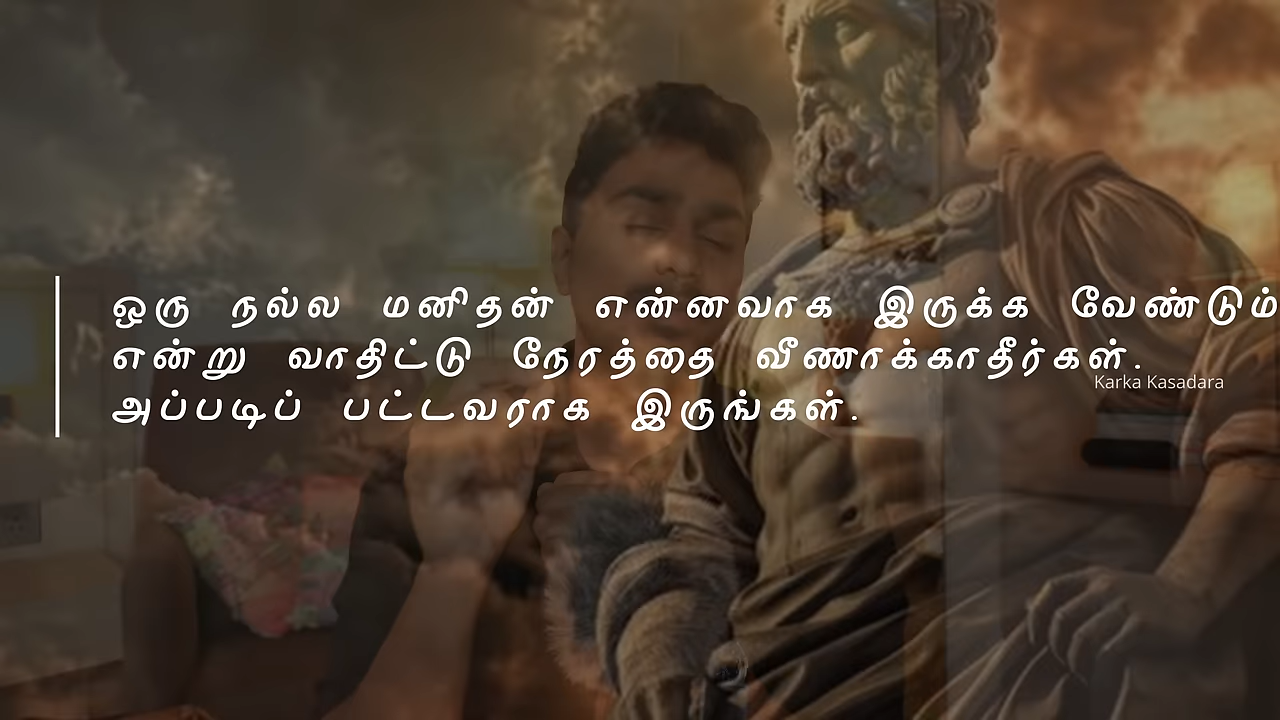 ஒரு நல்ல மனிதன் என்னவாக இருக்க வேண்டும்
என்று வாதிட்டு நேரத்தை வீணாக்காதீர்கள்.
Karka Kasadara
அப்படிப் பட்டவராக இருங்கள்.